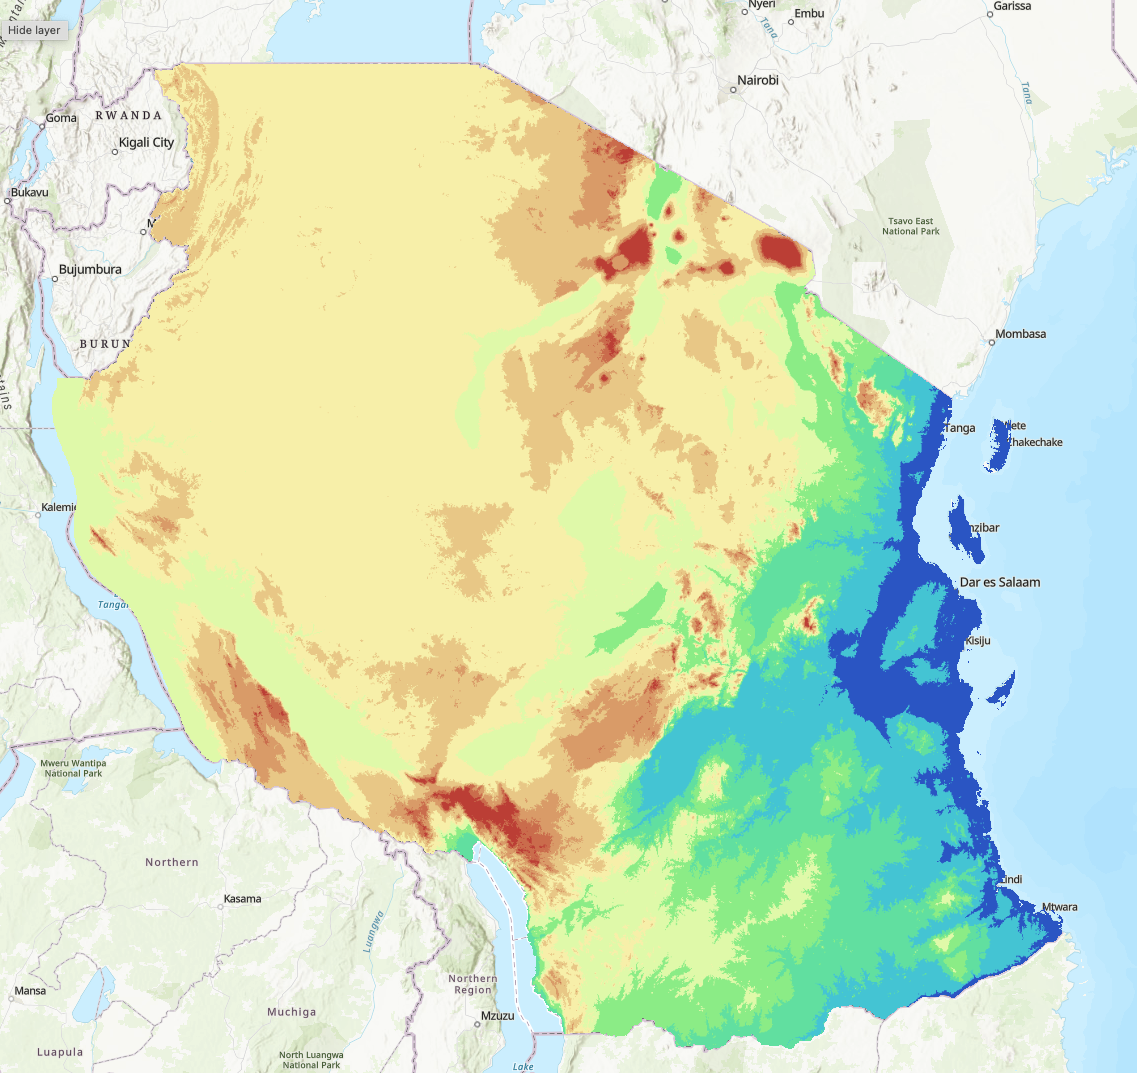 Hide layer
Nyeri
Embu
Garissa
Tana
Nairobi
Tana
Goma
RWANDA
Kigali City
Bukavu
Tsavo East
National Park
Bujumbura
BURUN
Mombasa
Tanga
Chakechake
Kalemie
nzibar
Dar es Salaam
Tangan
Kisiju
Mweru Wantipa
National Park
Northern
Kasama
Luangwa
Lindi
Mtwara
Mansa
Northern
Region
Muchiga
Mzuzu
Luapula
North Luangwa
National Park
Lake